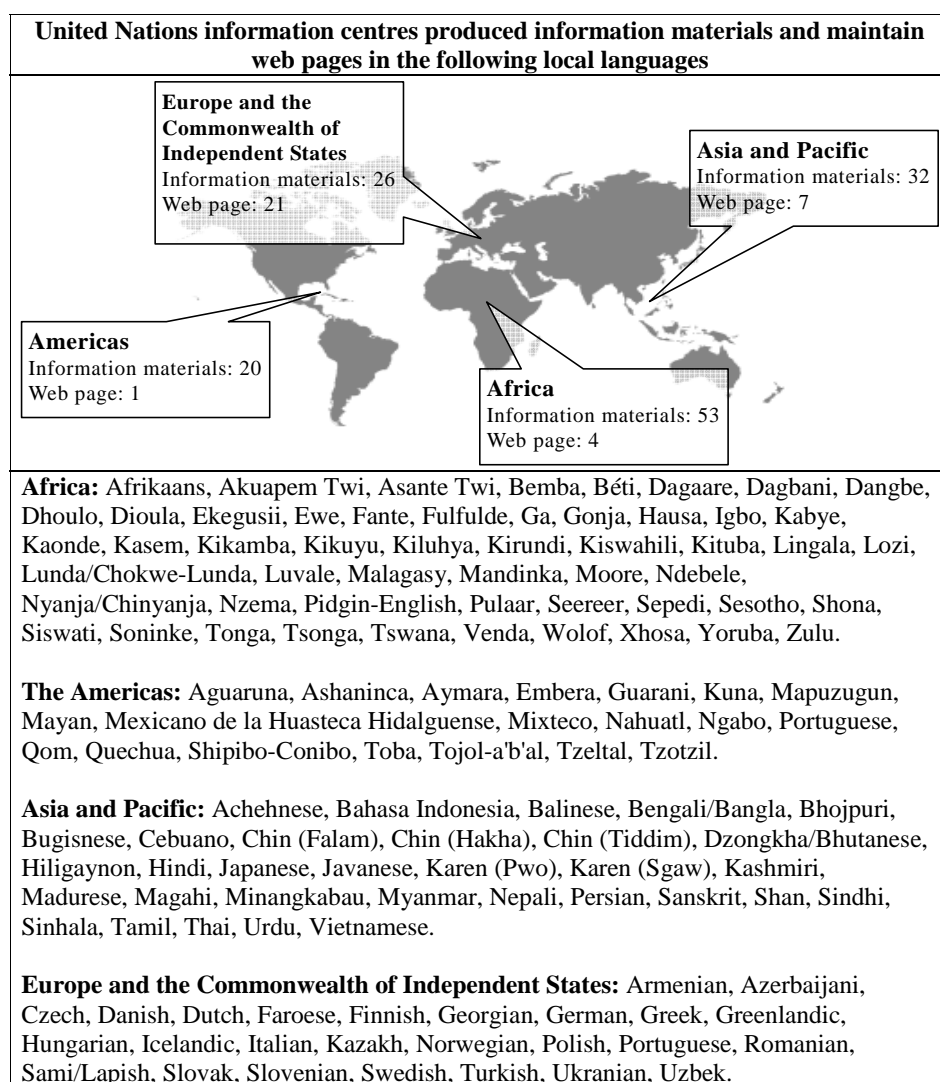 United Nations information centres produced information materials and maintain
web pages in the following local languages
Europe and the
Commonwealth of
Independent States
Information materials: 26
Web page: 21
Asia and Pacific
Information materials: 32
Web page: 7
Americas
Information materials: 20
Web page: 1
Africa
Information materials: 53
Web page: 4
Africa: Afrikaans, Akuapem Twi, Asante Twi, Bemba, Béti, Dagaare, Dagbani, Dangbe,
Dhoulo, Dioula, Ekegusii, Ewe, Fante, Fulfulde, Ga, Gonja, Hausa, Igbo, Kabye,
Kaonde, Kasem, Kikamba, Kikuyu, Kiluhya, Kirundi, Kiswahili, Kituba, Lingala, Lozi,
Lunda/Chokwe-Lunda, Luvale, Malagasy, Mandinka, Moore, Ndebele,
Nyanja/Chinyanja, Nzema, Pidgin-English, Pulaar, Seereer, Sepedi, Sesotho, Shona,
Siswati, Soninke, Tonga, Tsonga, Tswana, Venda, Wolof, Xhosa, Yoruba, Zulu.
The Americas: Aguaruna, Ashaninca, Aymara, Embera, Guarani, Kuna, Mapuzugun,
Mayan, Mexicano de la Huasteca Hidalguense, Mixteco, Nahuatl, Ngabo, Portuguese,
Qom, Quechua, Shipibo-Conibo, Toba, Tojol-a'b'al, Tzeltal, Tzotzil.
Asia and Pacific: Achehnese, Bahasa Indonesia, Balinese, Bengali/Bangla, Bhojpuri,
Bugisnese, Cebuano, Chin (Falam), Chin (Hakha), Chin (Tiddim), Dzongkha/Bhutanese,
Hiligaynon, Hindi, Japanese, Javanese, Karen (Pwo), Karen (Sgaw), Kashmiri,
Madurese, Magahi, Minangkabau, Myanmar, Nepali, Persian, Sanskrit, Shan, Sindhi,
Sinhala, Tamil, Thai, Urdu, Vietnamese.
Europe and the Commonwealth of Independent States: Armenian, Azerbaijani,
Czech, Danish, Dutch, Faroese, Finnish, Georgian, German, Greek, Greenlandic,
Hungarian, Icelandic, Italian, Kazakh, Norwegian, Polish, Portuguese, Romanian,
Sami/Lapish, Slovak, Slovenian, Swedish, Turkish, Ukranian, Uzbek.